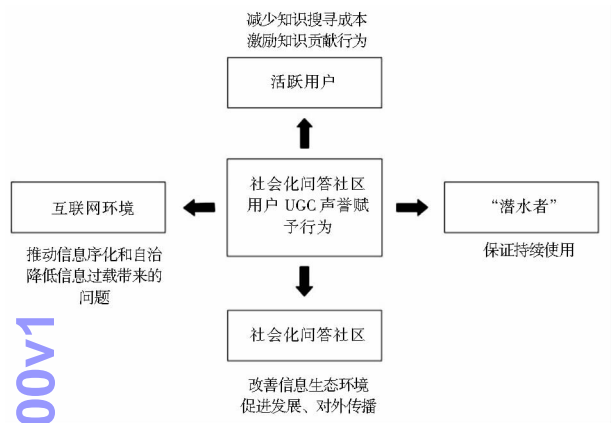 减少知识搜寻成本
激励知识贡献行为
活跃用户
社会化问答社区
用户 UGC 声誉赋
予行为
互联网环境
“潜水者”
推动信息序化和自治
降低信息过载带来的
问题
保证持续使用
社会化问答社区
改善信息生态环境
促进发展、对外传播
00v1